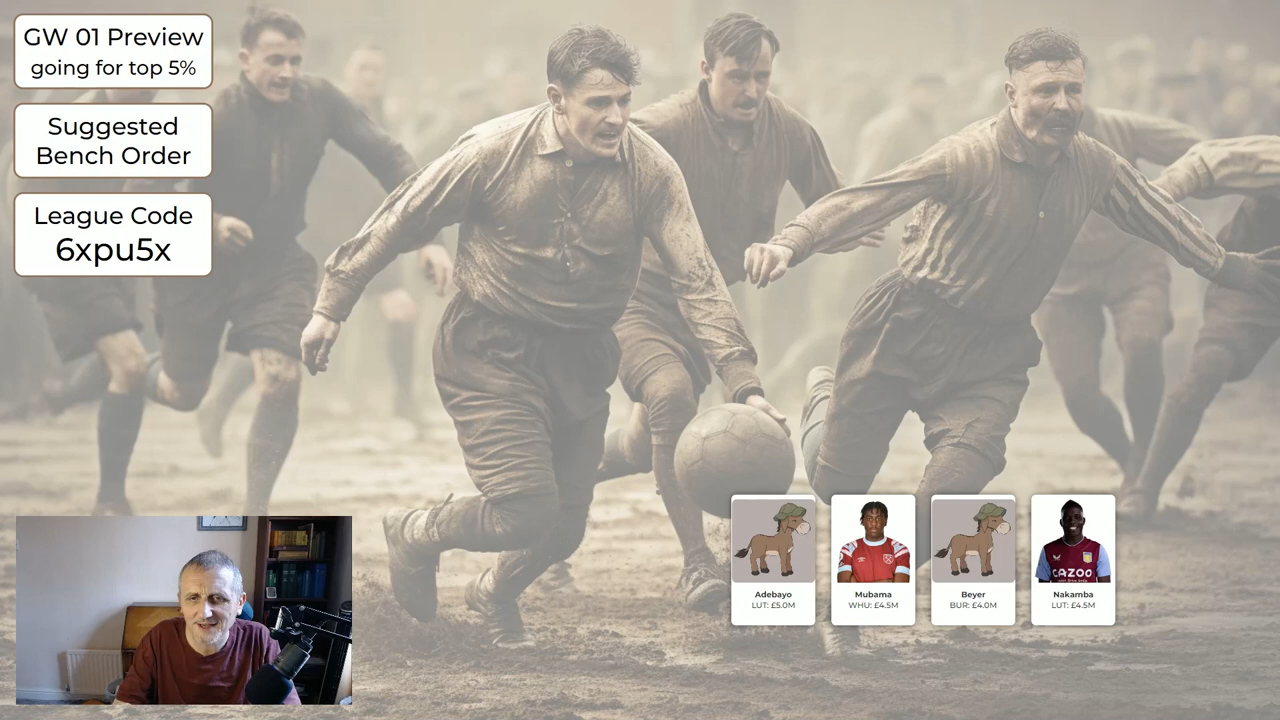 GW 01 Preview
going for top 5%
Suggested
Bench Order
League Code
6xpu5x
Adebayo
LUT: £5.0M
Mubama
WHU: £4.5M
Beyer
BUR: £4.0M
Nakamba
LUT: £4.5M
CAZOO